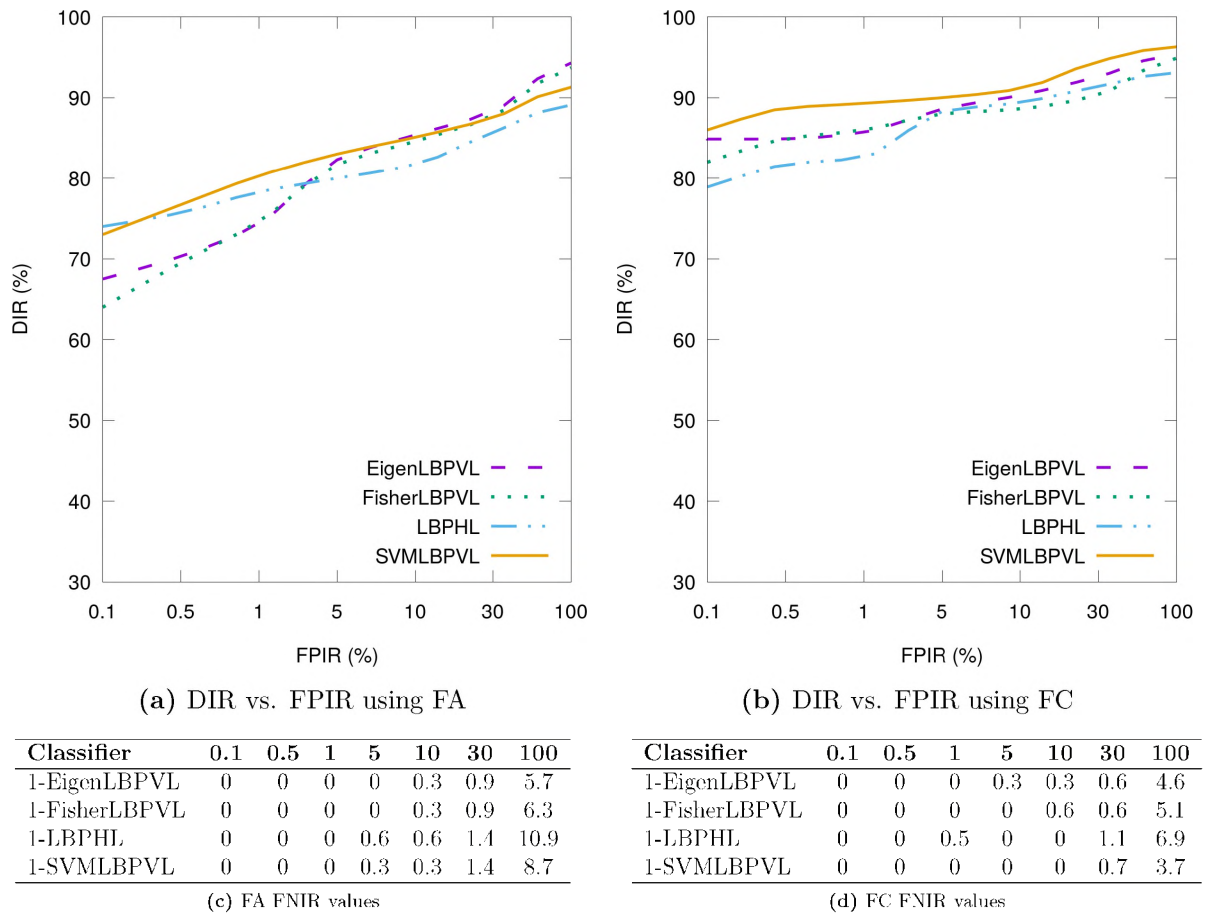 100
90
80
70
60
50
40
30
DIR (%)
EigenLBPVL
FisherLBPVL
LBPHL
SVMLBPVL
0.1 0.5 1 5 10 30 100
FPIR (%)
(a) DIR vs. FPIR using FA
100
90
80
70
60
50
40
30
DIR (%)
EigenLBPVL
FisherLBPVL
LBPHL
SVMLBPVL
0.1 0.5 1 5 10 30 100
FPIR (%)
(b) DIR vs. FPIR using FC
Classifier 0.1 0.5 1 5 10 30 100
1-EigenLBPVL 0 0 0 0 0.3 0.9 5.7
1-FisherLBPVL 0 0 0 0 0.3 0.9 6.3
1-LBPHL 0 0 0 0.6 0.6 1.4 10.9
1-SVMLBPVL 0 0 0 0.3 0.3 1.4 8.7
(c) FA FNIR values
Classifier 0.1 0.5 1 5 10 30 100
1-EigenLBPVL 0 0 0 0.3 0.3 0.6 4.6
1-FisherLBPVL 0 0 0 0 0.6 0.6 5.1
1-LBPHL 0 0 0.5 0 0 1.1 6.9
1-SVMLBPVL 0 0 0 0 0 0.7 3.7
(d) FC FNIR values